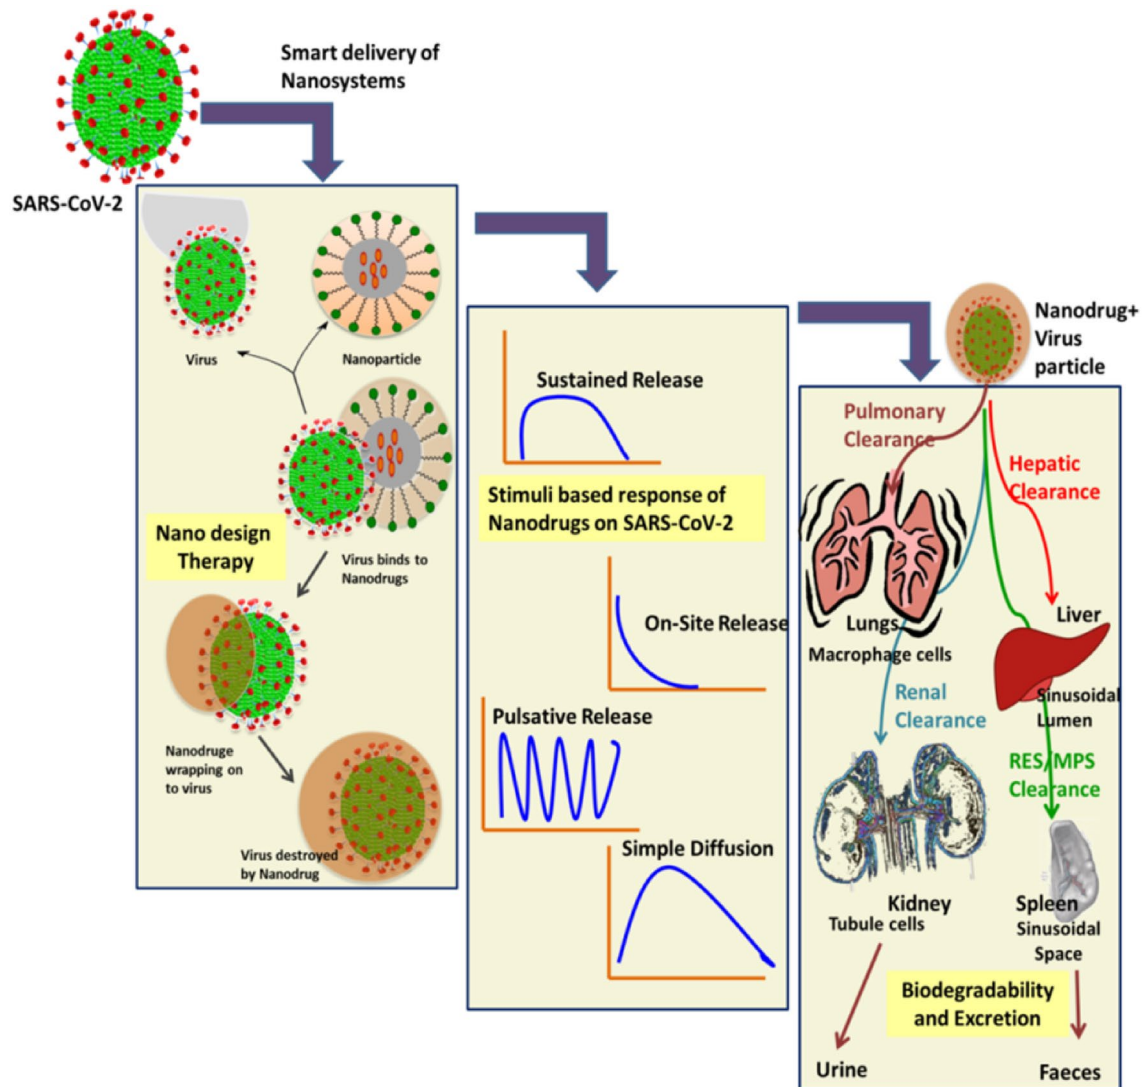 Smart delivery of
Nanosystems
SARS-CoV-2
Virus
Nanoparticle
Nano design
Therapy
Virus binds to
Nanodrugs
Nanodruge
wrapping on
to virus
Virus destroyed
by Nanodrug
Sustained Release
Stimuli based response of
Nanodrugs on SARS-CoV-2
On-Site Release
Pulsative Release
Simple Diffusion
Nanodrug+
Virus
particle
Pulmonary
Clearance
Hepatic
Clearance
Lungs
Macrophage cells
Liver
Sinusoidal
Lumen
Renal
Clearance
RES/MPS
Clearance
Kidney
Tubule cells
Spleen
Sinusoidal
Space
Biodegradability
and Excretion
Urine
Faeces